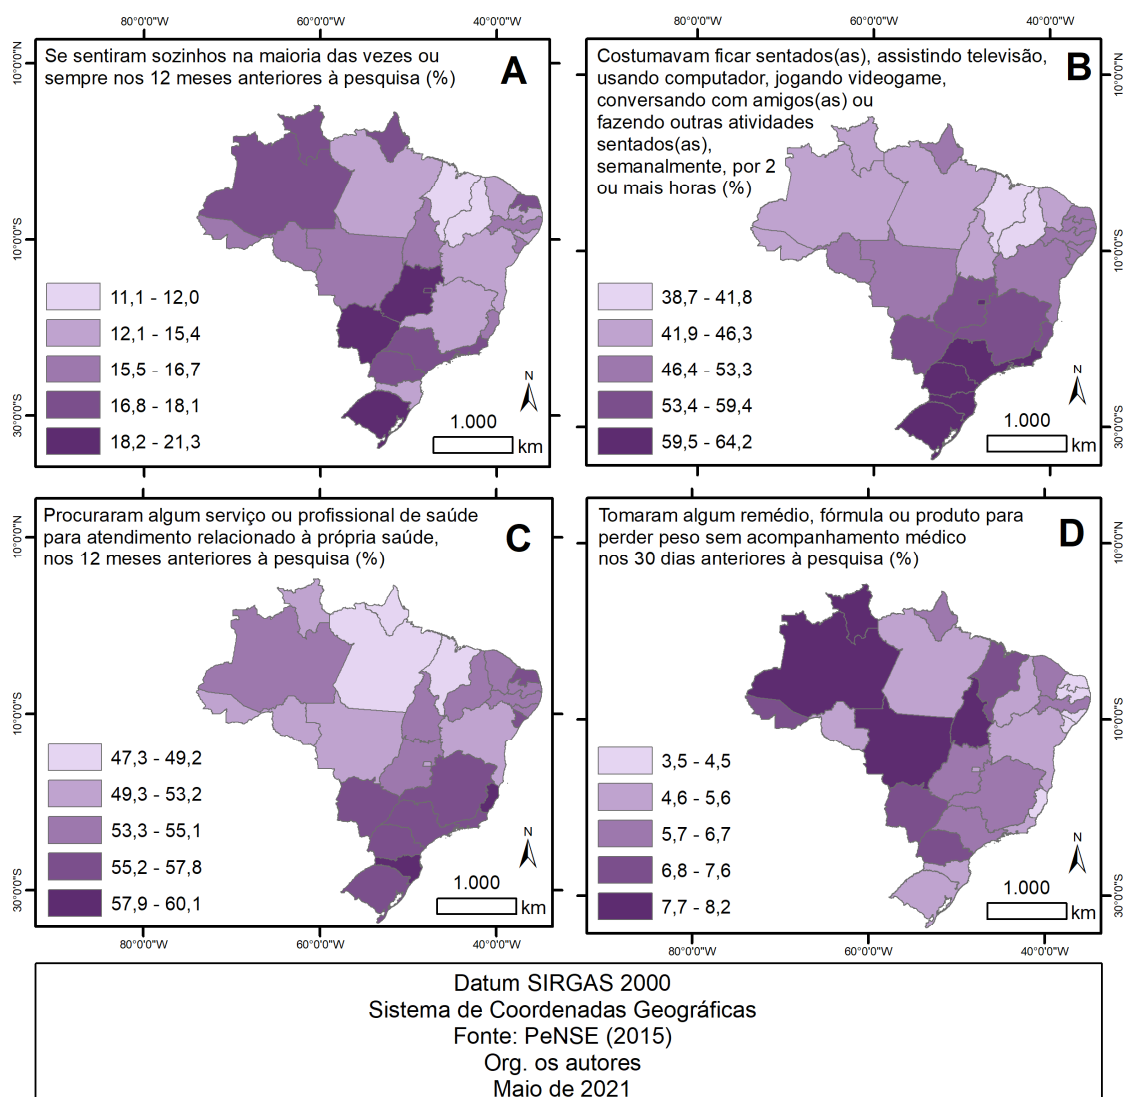 80°0'0"W
60°0'0"W
40°0'0"W
80°0'0"W
60°0'0"W
40°0'0"W
10°0'0"N
10°0'0"S
30°0'0"S
Se sentiram sozinhos na maioria das vezes ou
sempre nos 12 meses anteriores à pesquisa (%)
A
11,1 - 12,0
12,1 - 15,4
15,5 - 16,7
16,8 - 18,1
18,2 - 21,3
N
1.000
km
Costumavam ficar sentados(as), assistindo televisão,
usando computador, jogando videogame,
conversando com amigos(as) ou
fazendo outras atividades
sentados(as),
semanalmente, por 2
ou mais horas (%)
B
38,7 - 41,8
41,9 - 46,3
46,4 - 53,3
53,4 - 59,4
59,5 - 64,2
N
1.000
km
10°0'0"N
10°0'0"S
30°0'0"S
10°0'0"N
10°0'0"S
30°0'0"S
Procuraram algum serviço ou profissional de saúde
para atendimento relacionado à própria saúde,
nos 12 meses anteriores à pesquisa (%)
C
47,3 - 49,2
49,3 - 53,2
53,3 - 55,1
55,2 - 57,8
57,9 - 60,1
N
1.000
km
Tomaram algum remédio, fórmula ou produto para
perder peso sem acompanhamento médico
nos 30 dias anteriores à pesquisa (%)
D
3,5 - 4,5
4,6 - 5,6
5,7 - 6,7
6,8 - 7,6
7,7 - 8,2
N
1.000
km
10°0'0"N
10°0'0"S
30°0'0"S
80°0'0"W
60°0'0"W
40°0'0"W
80°0'0"W
60°0'0"W
40°0'0"W
Datum SIRGAS 2000
Sistema de Coordenadas Geográficas
Fonte: PeNSE (2015)
Org. os autores
Maio de 2021